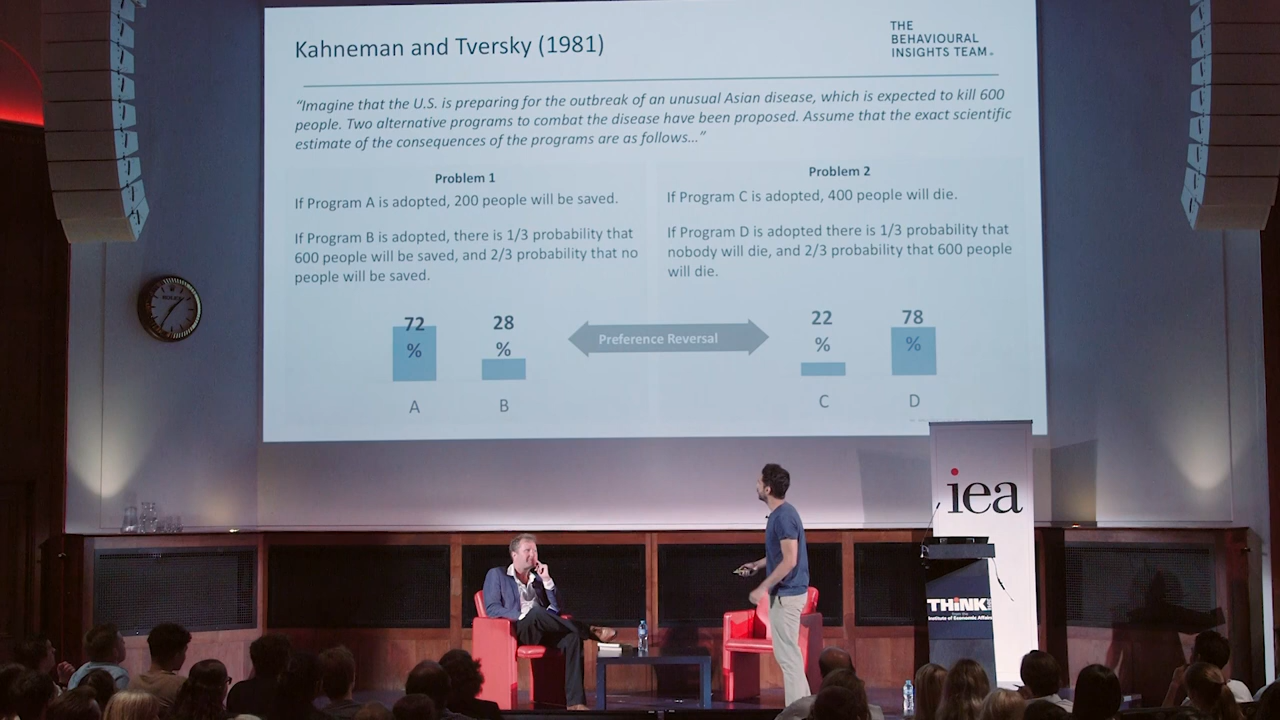 Kahneman and Tversky (1981)
THE
BEHAVIOURAL
INSIGHTS TEAM.
“Imagine that the U.S. is preparing for the outbreak of an unusual Asian disease, which is expected to kill 600
people. Two alternative programs to combat the disease have been proposed. Assume that the exact scientific
estimate of the consequences of the programs are as follows…”
Problem 1
If Program A is adopted, 200 people will be saved.
If Program B is adopted, there is 1/3 probability that
600 people will be saved, and 2/3 probability that no
people will be saved.
Problem 2
If Program C is adopted, 400 people will die.
If Program D is adopted there is 1/3 probability that
nobody will die, and 2/3 probability that 600 people
will die.
72
%
28
%
Preference Reversal
22
%
78
%
A
B
C
D
iea
THiNK
Institute of Economic Affairs